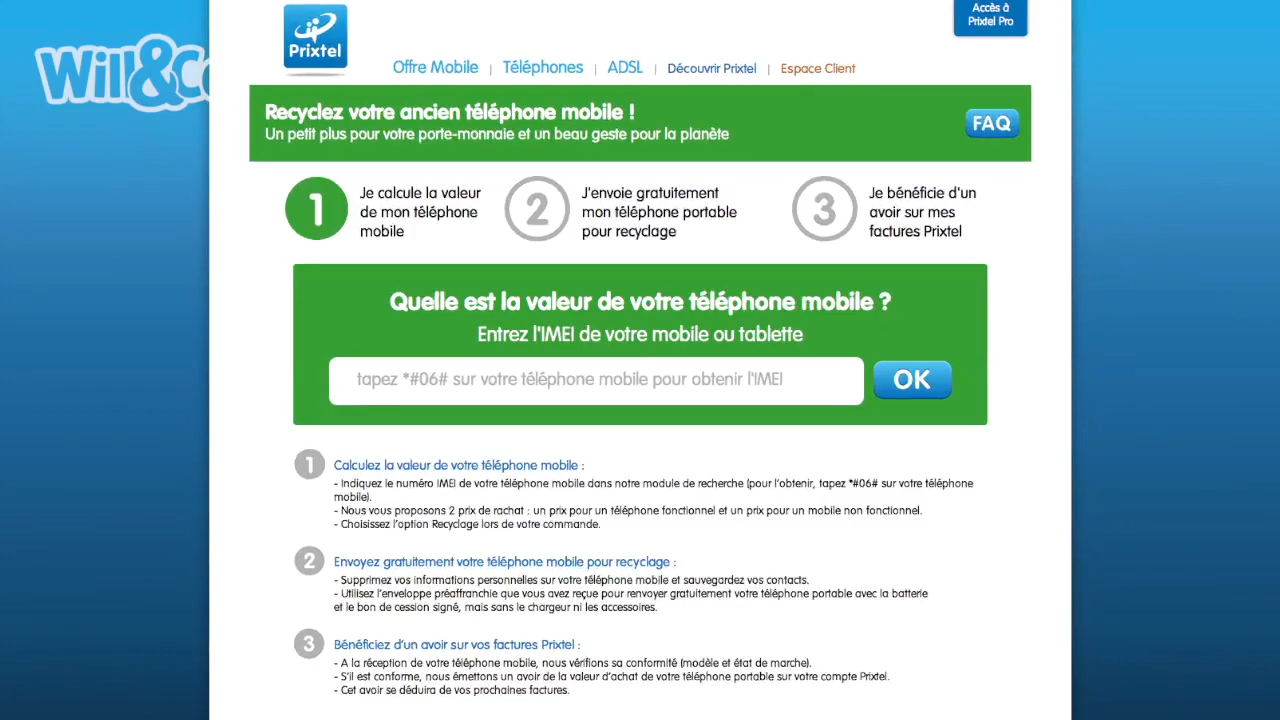 Accès à
Prixtel Pro
Will&Co
Prixtel
Offre Mobile | Téléphones | ADSL | Découvrir Prixtel | Espace Client
Recyclez votre ancien téléphone mobile !
Un petit plus pour votre porte-monnaie et un beau geste pour la planète
FAQ
1
Je calcule la valeur
de mon téléphone
mobile
2
J'envoie gratuitement
mon téléphone portable
pour recyclage
3
Je bénéficie d'un
avoir sur mes
factures Prixtel
Quelle est la valeur de votre téléphone mobile ?
Entrez l'IMEI de votre mobile ou tablette
tapez *#06# sur votre téléphone mobile pour obtenir l'IMEI
OK
1 Calculez la valeur de votre téléphone mobile :
- Indiquez le numéro IMEI de votre téléphone mobile dans notre module de recherche (pour l'obtenir, tapez *#06# sur votre téléphone
mobile).
- Nous vous proposons 2 prix de rachat : un prix pour un téléphone fonctionnel et un prix pour un mobile non fonctionnel.
- Choisissez l'option Recyclage lors de votre commande.
2 Envoyez gratuitement votre téléphone mobile pour recyclage :
- Supprimez vos informations personnelles sur votre téléphone mobile et sauvegardez vos contacts.
- Utilisez l'enveloppe préaffranchie que vous avez reçue pour renvoyer gratuitement votre téléphone portable avec la batterie
et le bon de cession signé, mais sans le chargeur ni les accessoires.
3 Bénéficiez d'un avoir sur vos factures Prixtel :
- A la réception de votre téléphone mobile, nous vérifions sa conformité (modèle et état de marche).
- S'il est conforme, nous émettons un avoir de la valeur d'achat de votre téléphone portable sur votre compte Prixtel.
- Cet avoir se déduira de vos prochaines factures.